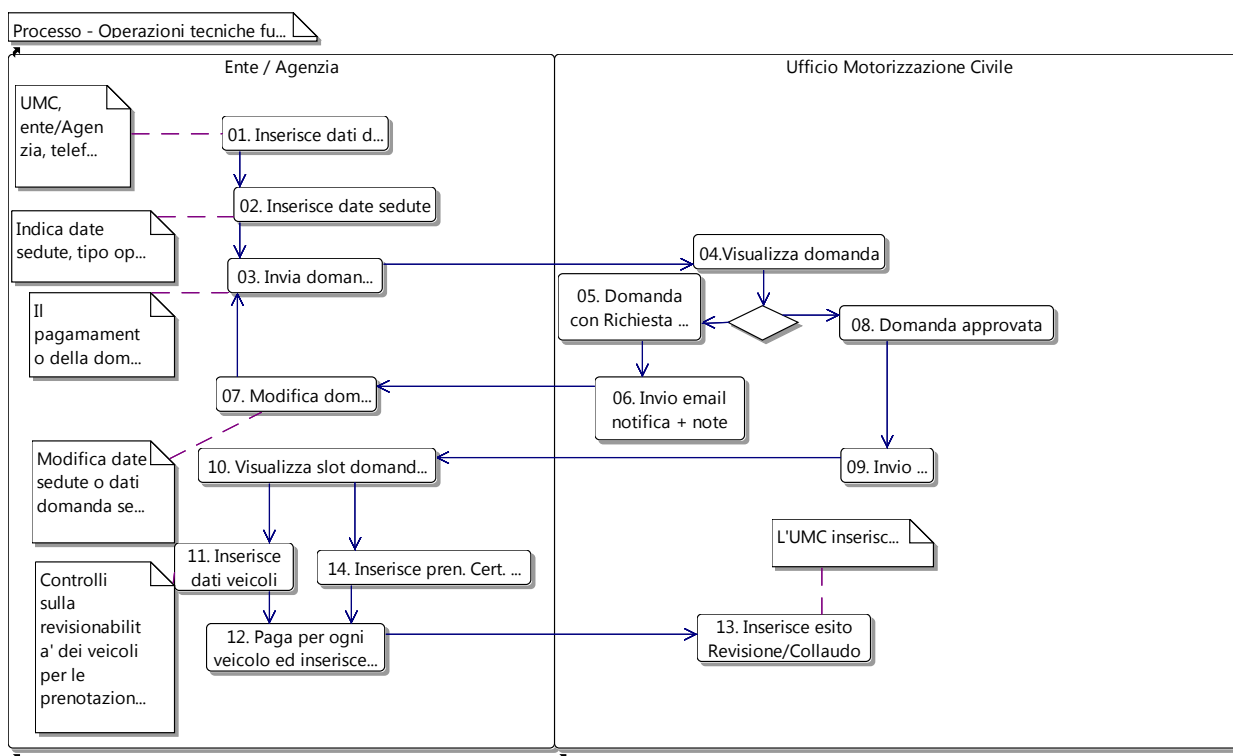 Processo - Operazioni tecniche fu...
Ente / Agenzia
Ufficio Motorizzazione Civile
UMC,
ente/Agen
zia, telef...
01. Inserisce dati d...
02. Inserisce date sedute
Indica date
sedute, tipo op...
03. Invia doman...
04.Visualizza domanda
Il
pagamament
o della dom...
05. Domanda
con Richiesta ...
08. Domanda approvata
07. Modifica dom...
06. Invio email
notifica + note
Modifica date
sedute o dati
domanda se...
10. Visualizza slot domand...
09. Invio ...
L'UMC inserisc...
11. Inserisce
dati veicoli
14. Inserisce pren. Cert. ...
Controlli
sulla
revisionabilit
a' dei veicoli
per le
prenotazion...
12. Paga per ogni
veicolo ed inserisce...
13. Inserisce esito
Revisione/Collaudo